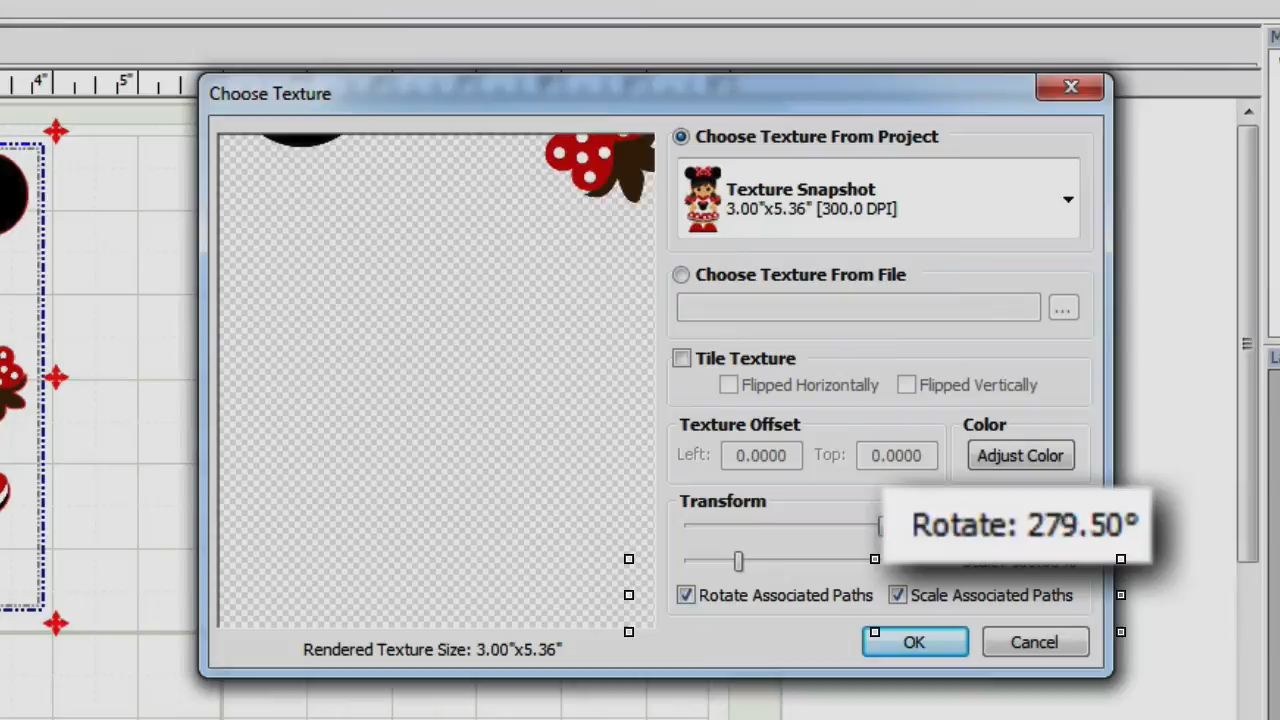 4"
5"
Choose Texture
Choose Texture From Project
Texture Snapshot
3.00"x5.36" [300.0 DPI]
Choose Texture From File
...
Tile Texture
Flipped Horizontally
Flipped Vertically
Texture Offset
Color
Left: 0.0000 Top: 0.0000
Adjust Color
Transform
Rotate: 279.50°
Rotate Associated Paths
Scale Associated Paths
Rendered Texture Size: 3.00"x5.36"
OK
Cancel